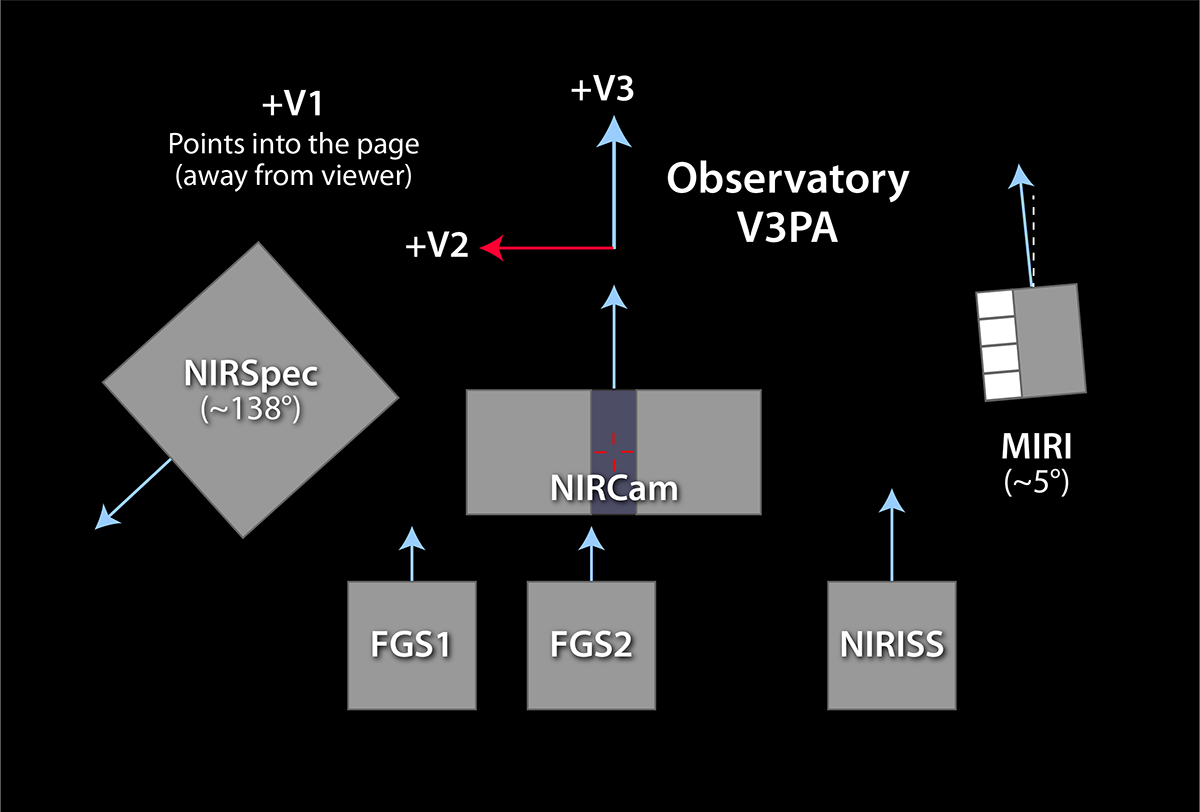 +V1
Points into the page
(away from viewer)
+V3
Observatory
V3PA
+V2
NIRSpec
(~138°)
NIRCam
MIRI
(~5°)
FGS1
FGS2
NIRISS